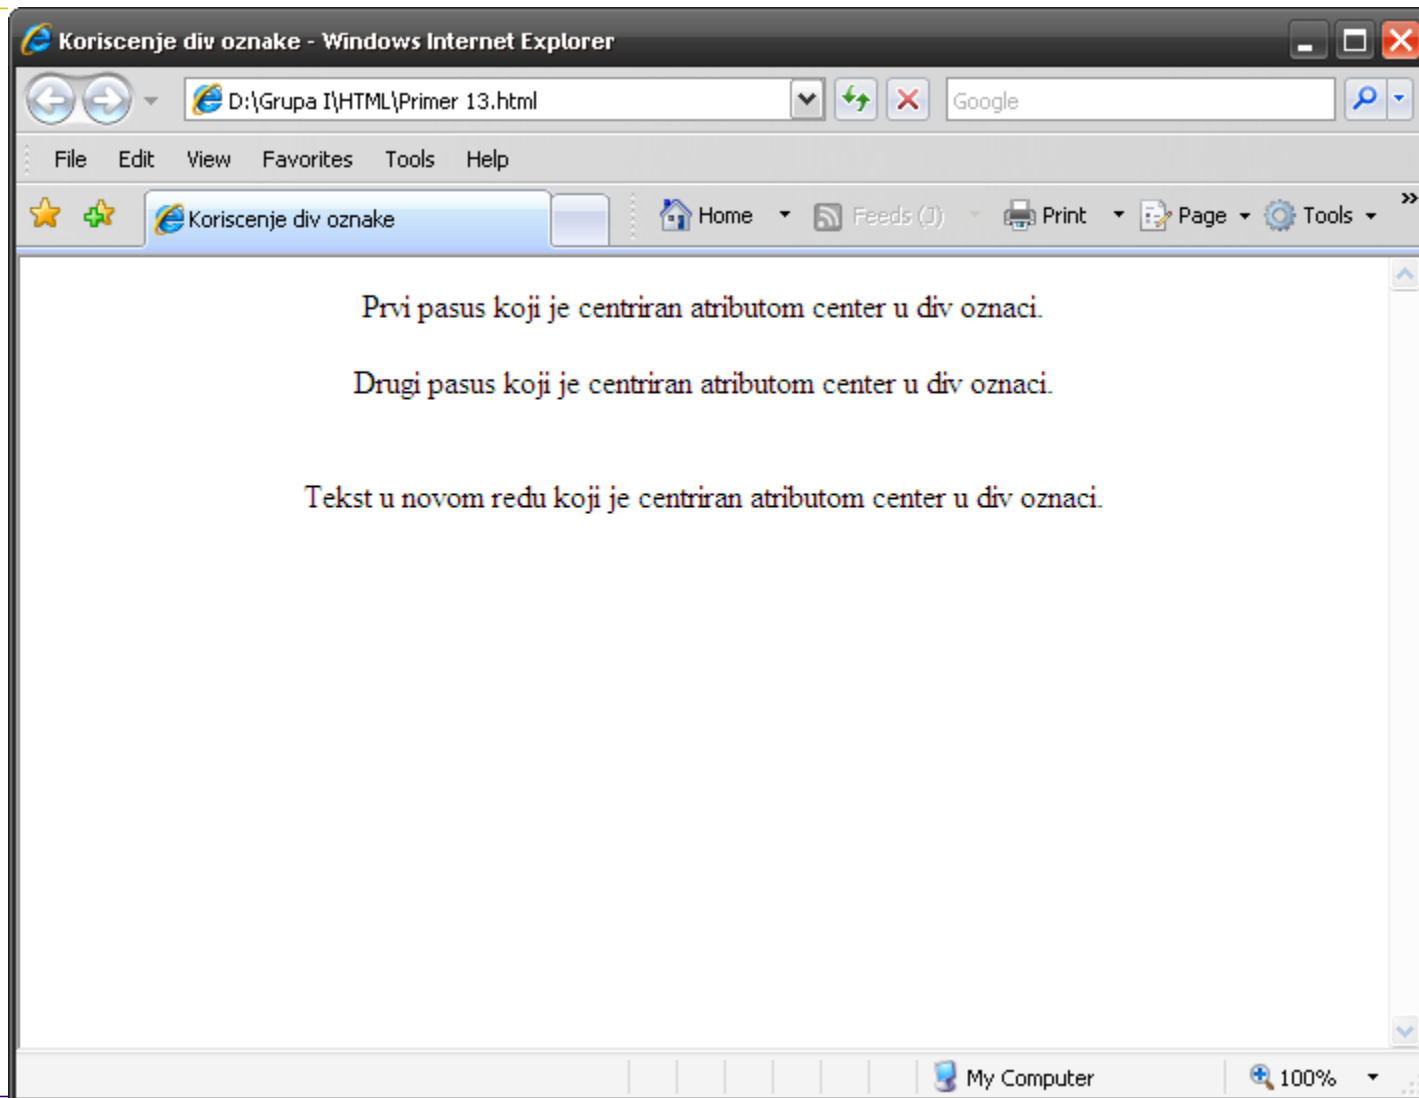 Koriscenje div oznake - Windows Internet Explorer
D:\Grupa I\HTML\Primer 13.html
Google
File Edit View Favorites Tools Help
Koriscenje div oznake
Home Feeds (J) Print Page Tools »
Prvi pasus koji je centriran atributom center u div oznaci.
Drugi pasus koji je centriran atributom center u div oznaci.
Tekst u novom redu koji je centriran atributom center u div oznaci.
My Computer 100%